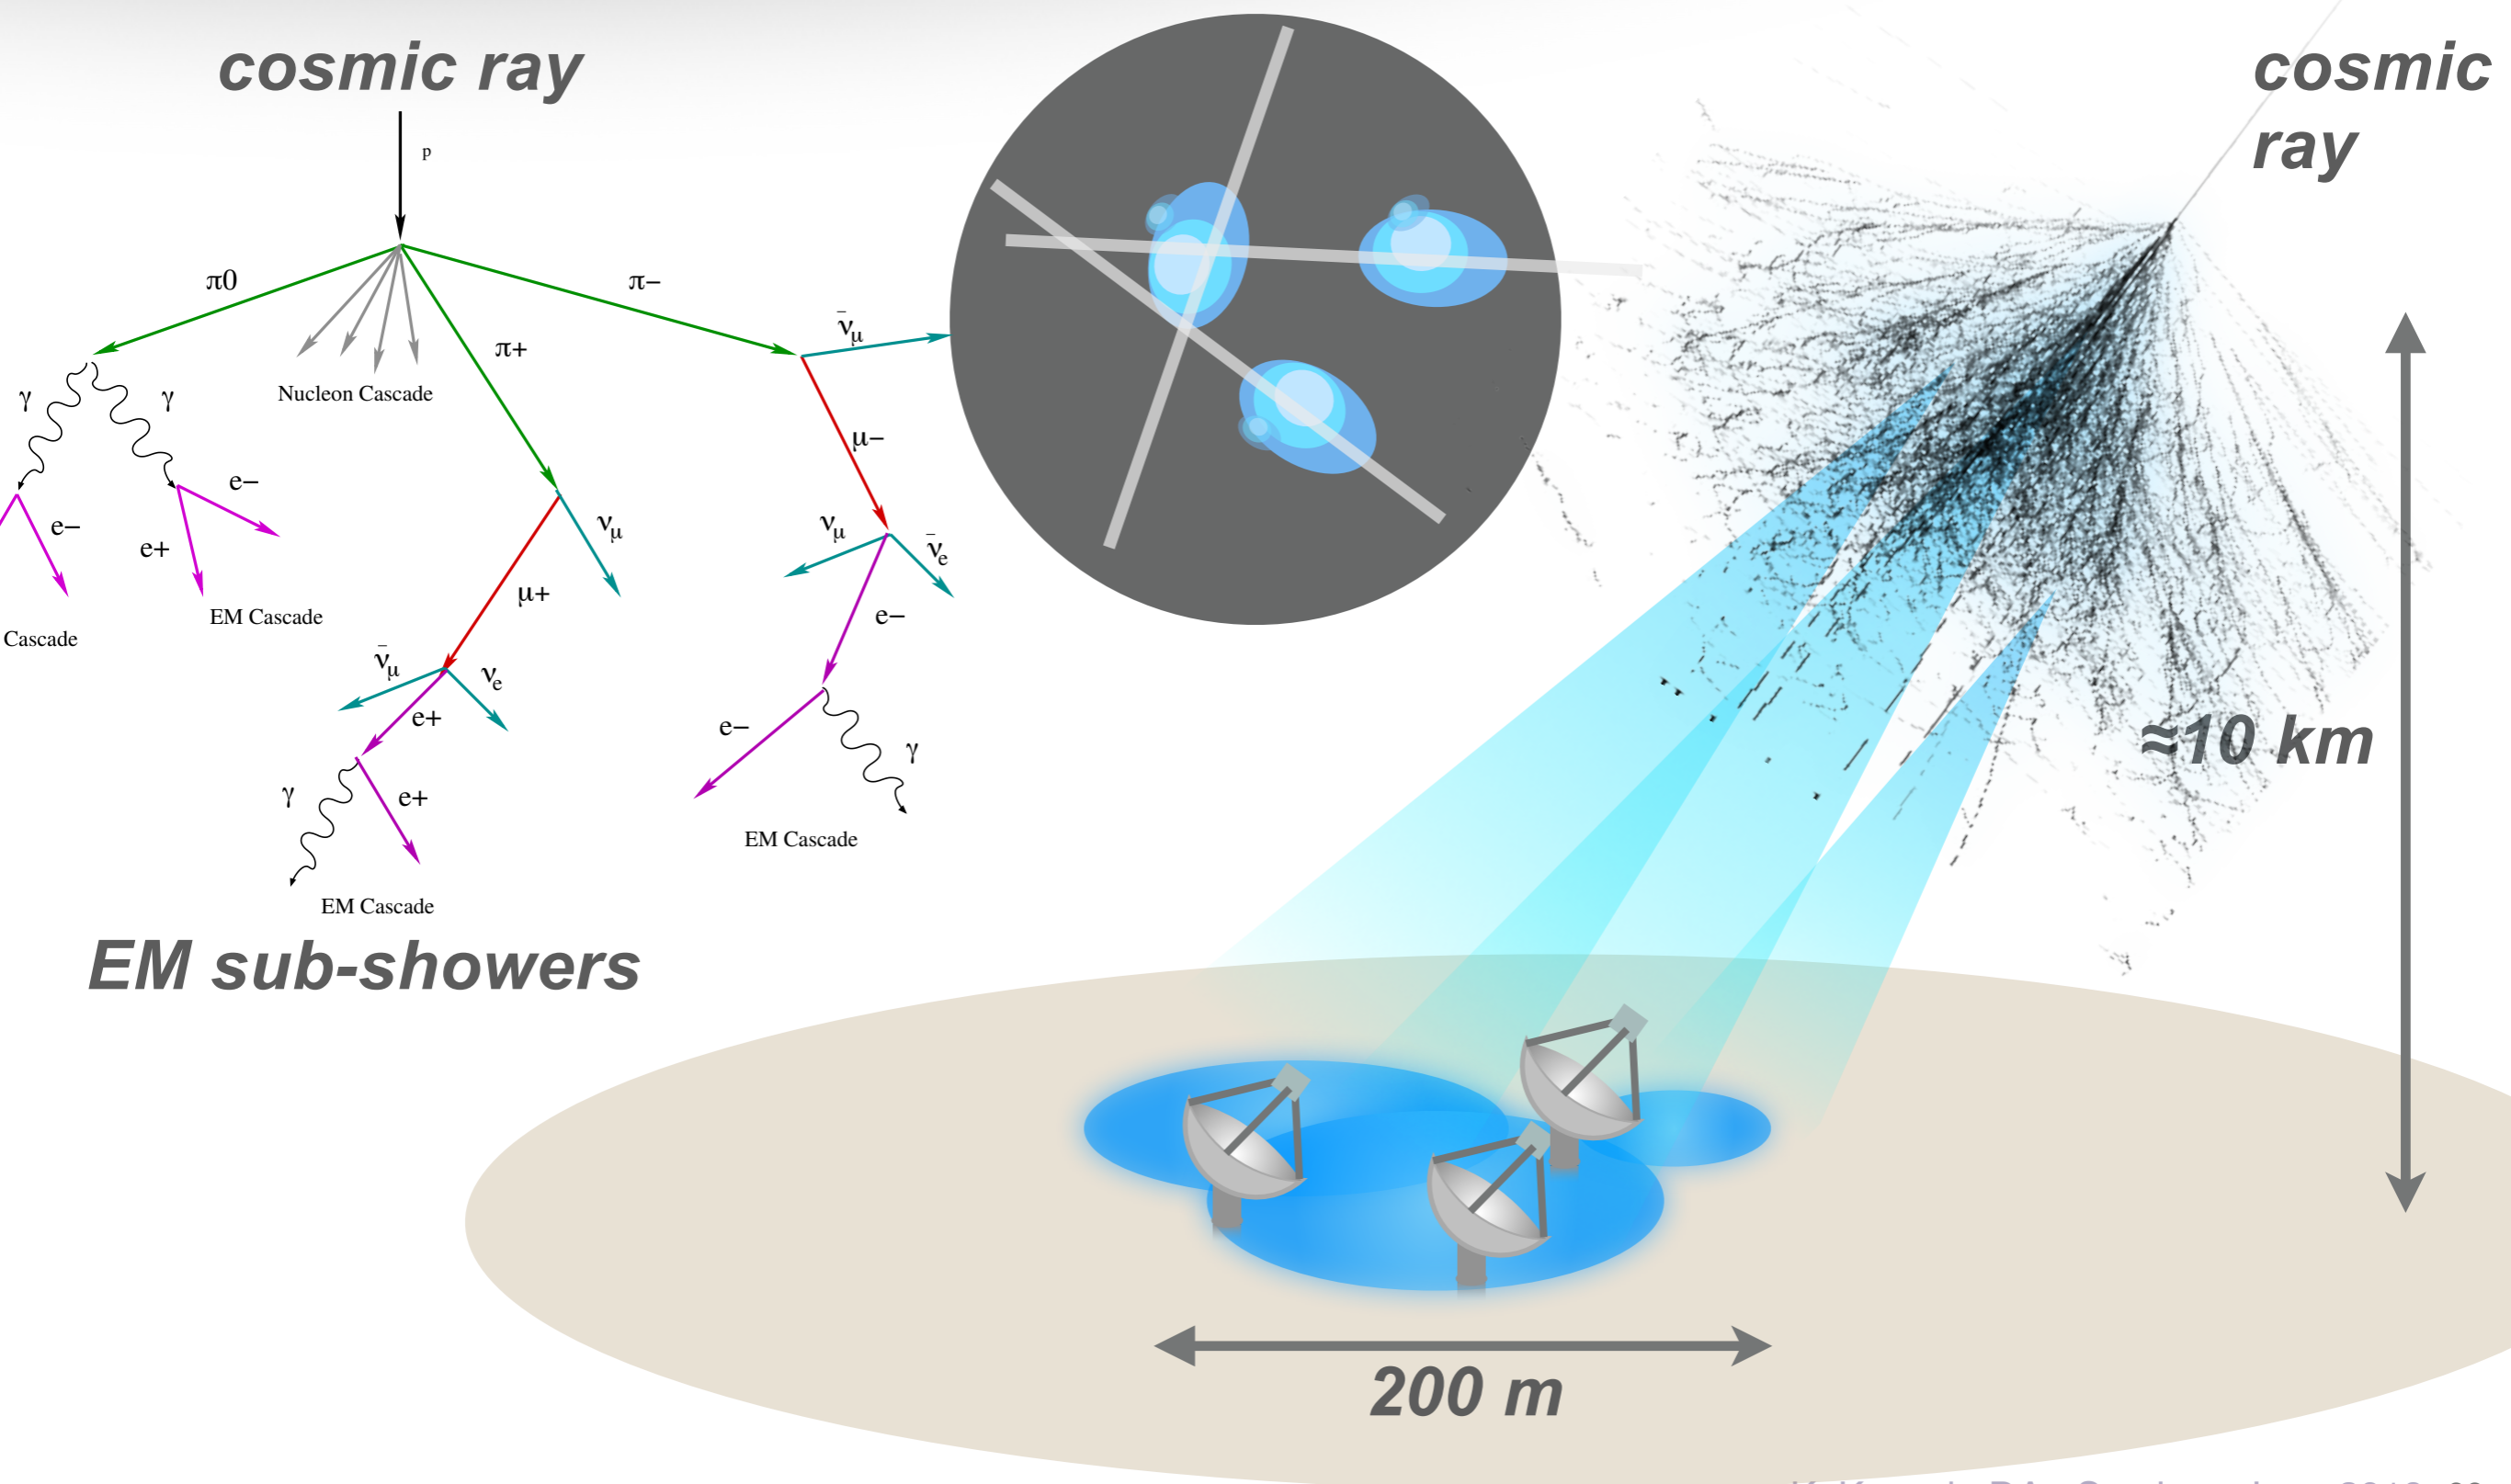 cosmic ray
cosmic
ray
p
π0
π−
π+
ν̄μ
γ
γ
Nucleon Cascade
μ−
e−
e−
e+
νμ
νμ
ν̄e
μ+
EM Cascade
Cascade
e−
ν̄μ
νe
e+
e−
γ
γ
e+
EM Cascade
EM Cascade
EM sub-showers
≈10 km
200 m